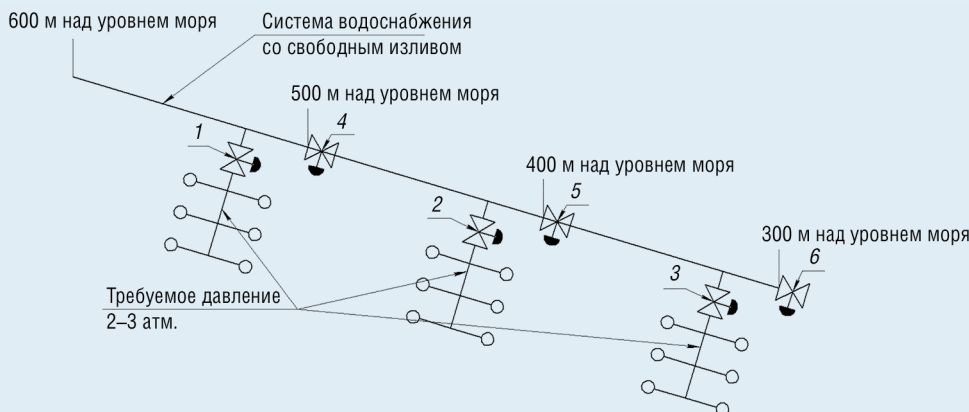 600 м над уровнем моря
Система водоснабжения
со свободным изливом
500 м над уровнем моря
1
4
400 м над уровнем моря
2
5
300 м над уровнем моря
3
6
Требуемое давление
2–3 атм.